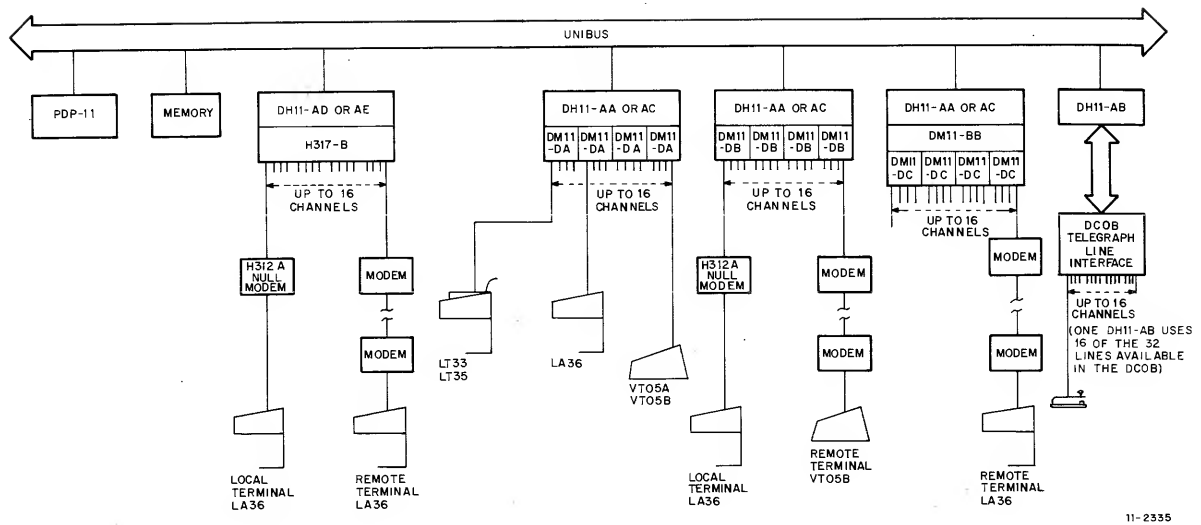 UNIBUS
PDP-11
MEMORY
DH11-AD OR AE
H317-B
UP TO 16
CHANNELS
H312A
NULL
MODEM
MODEM
MODEM
LOCAL
TERMINAL
LA36
REMOTE
TERMINAL
LA36
DH11-AA OR AC
DM11
-DA
DM11
-DA
DM11
-DA
DM11
-DA
UP TO 16
CHANNELS
LT33
LT35
LA36
VT05A
VT05B
DH11-AA OR AC
DM11
-DB
DM11
-DB
DM11
-DB
DM11
-DB
UP TO 16
CHANNELS
H312A
NULL
MODEM
MODEM
MODEM
LOCAL
TERMINAL
LA36
REMOTE
TERMINAL
VT05B
DH11-AA OR AC
DM11-BB
DM11
-DC
DM11
-DC
DM11
-DC
DM11
-DC
UP TO 16
CHANNELS
MODEM
MODEM
REMOTE
TERMINAL
LA36
DH11-AB
DC08
TELEGRAPH
LINE
INTERFACE
UP TO 16
CHANNELS
(ONE DH11-AB USES
16 OF THE 32
LINES AVAILABLE
IN THE DC08)
11-2335